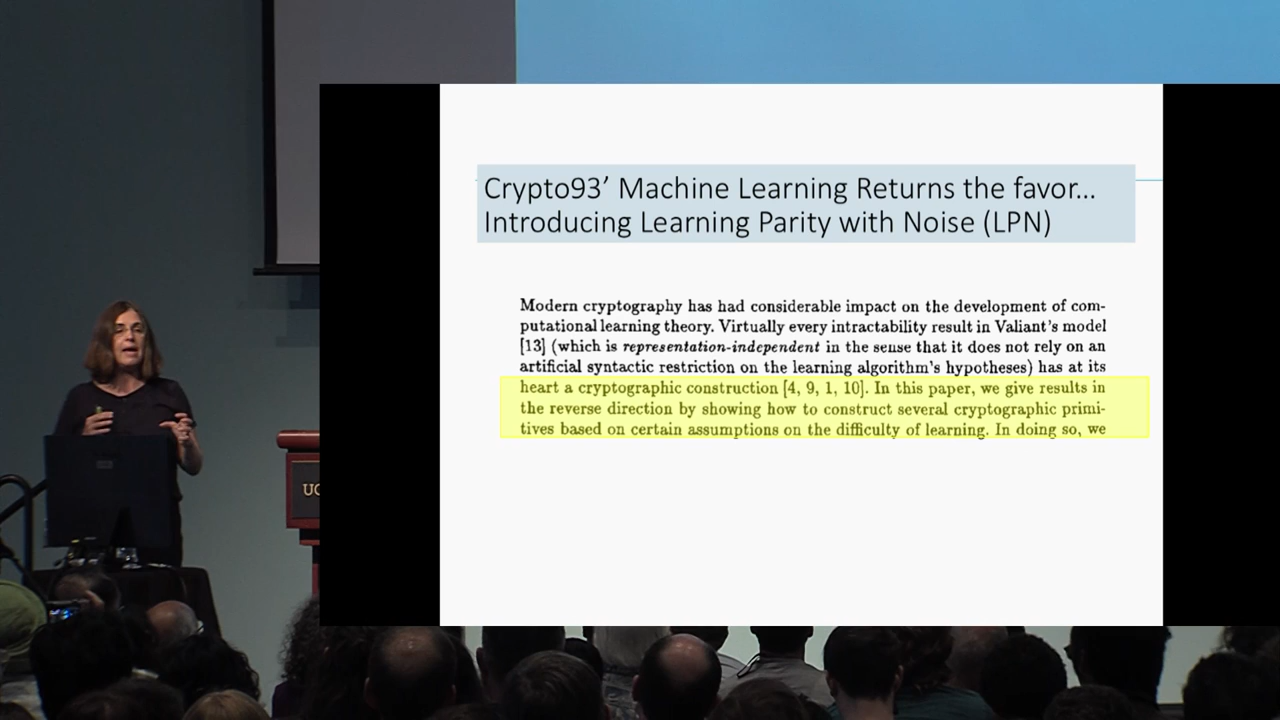 Crypto93’ Machine Learning Returns the favor…
Introducing Learning Parity with Noise (LPN)
Modern cryptography has had considerable impact on the development of com-
putational learning theory. Virtually every intractability result in Valiant's model
[13] (which is representation-independent in the sense that it does not rely on an
artificial syntactic restriction on the learning algorithm's hypotheses) has at its
heart a cryptographic construction [4, 9, 1, 10]. In this paper, we give results in
the reverse direction by showing how to construct several cryptographic primi-
tives based on certain assumptions on the difficulty of learning. In doing so, we